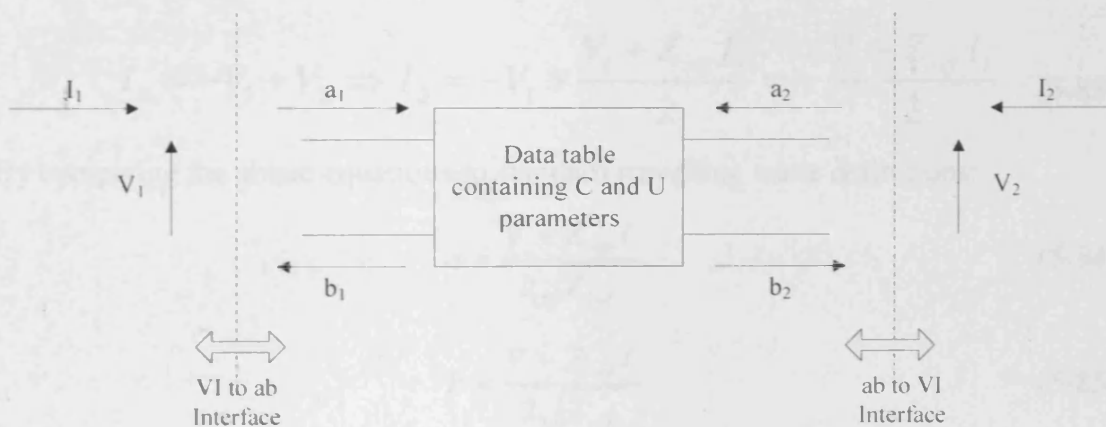 I₁
a₁
a₂
I₂
V₁
Data table
containing C and U
parameters
V₂
b₁
b₂
VI to ab
Interface
ab to VI
Interface